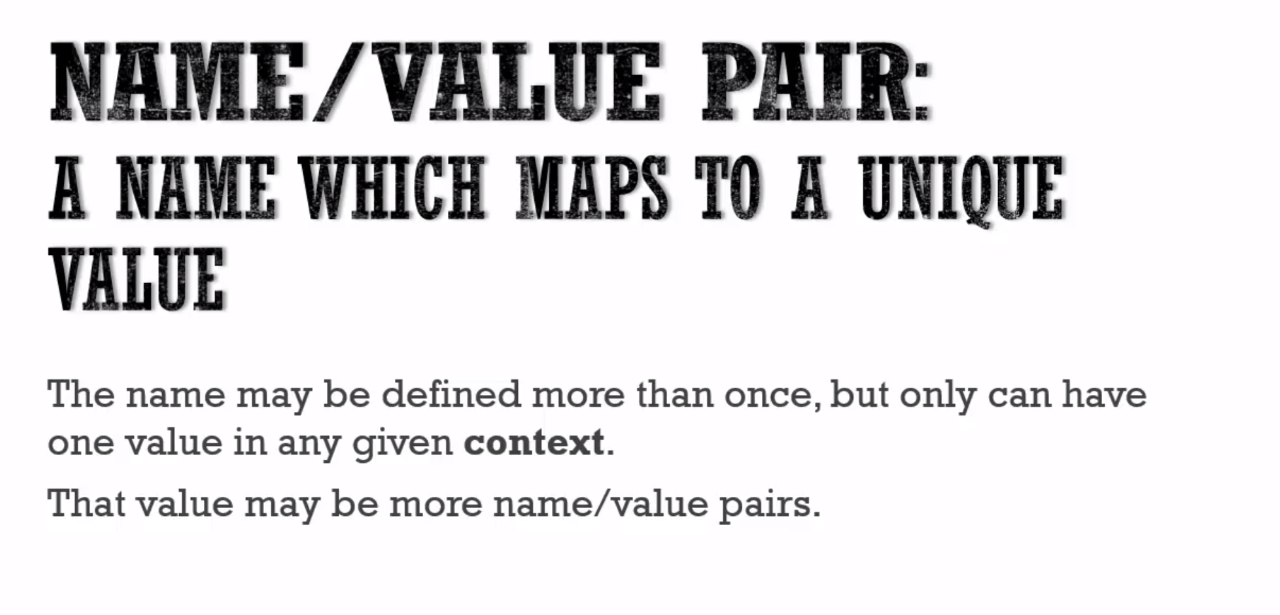 NAME/VALUE PAIR:
A NAME WHICH MAPS TO A UNIQUE
VALUE
The name may be defined more than once, but only can have
one value in any given context.
That value may be more name/value pairs.